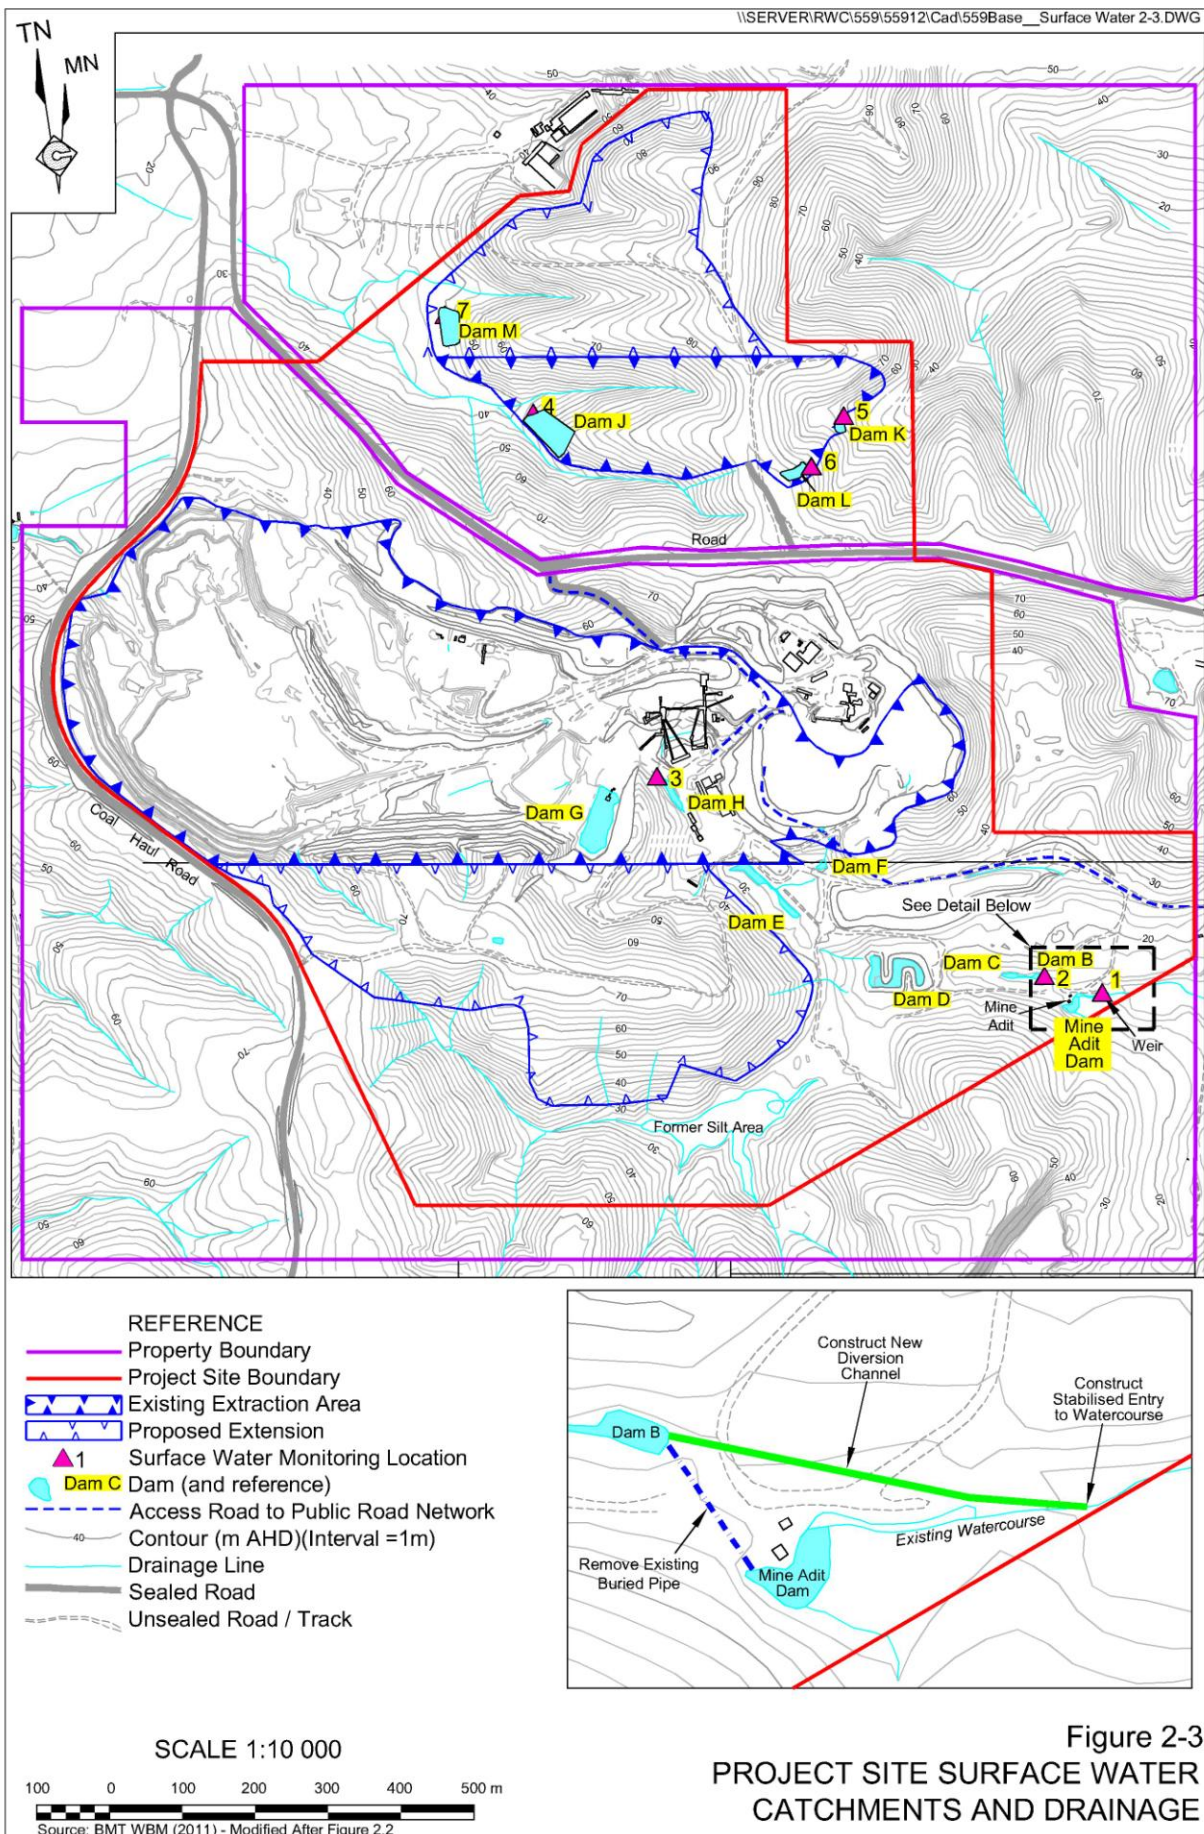 \\SERVER\RWC\559\55912\Cad\559Base__Surface Water 2-3.DWG
TN
MN
7
Dam M
4
Dam J
5
Dam K
6
Dam L
Road
3
Dam G
Dam H
Coal Haul Road
Dam F
Dam E
See Detail Below
Dam C
Dam B
2
1
Dam D
Mine
Adit
Mine
Adit
Dam
Weir
Former Silt Area
REFERENCE
Property Boundary
Project Site Boundary
Existing Extraction Area
Proposed Extension
1 Surface Water Monitoring Location
Dam C Dam (and reference)
Access Road to Public Road Network
40 Contour (m AHD)(Interval =1m)
Drainage Line
Sealed Road
Unsealed Road / Track
Construct New
Diversion
Channel
Construct
Stabilised Entry
to Watercourse
Dam B
Existing Watercourse
Remove Existing
Buried Pipe
Mine Adit
Dam
SCALE 1:10 000
100 0 100 200 300 400 500 m
Source: BMT WBM (2011) - Modified After Figure 2.2
Figure 2-3
PROJECT SITE SURFACE WATER
CATCHMENTS AND DRAINAGE